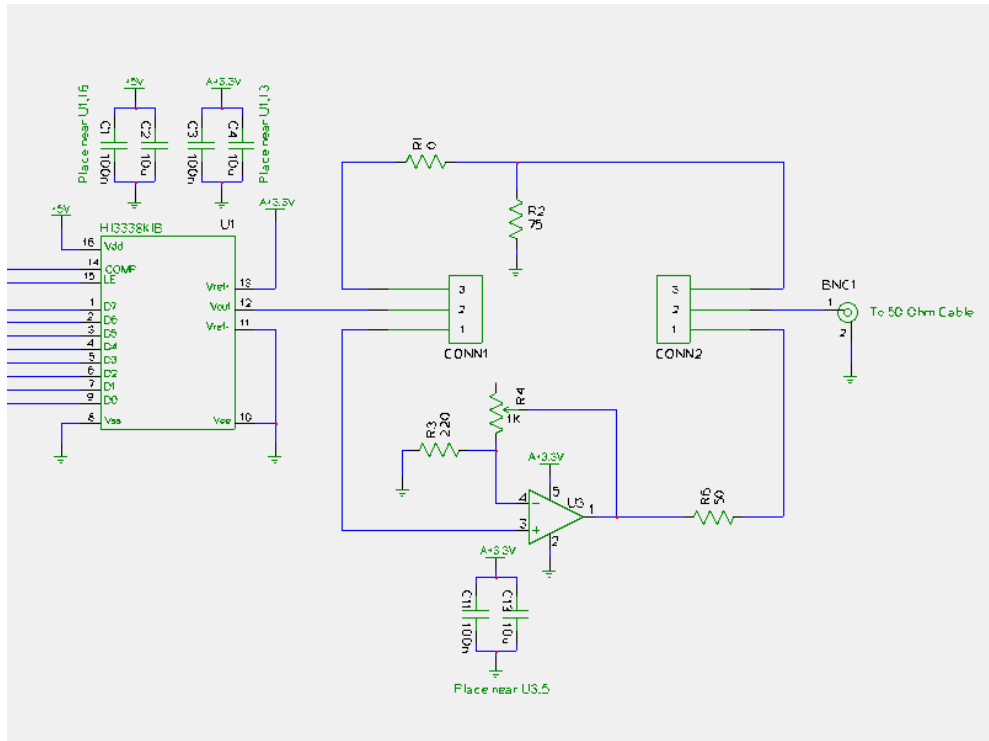 +5V
A+3.3V
Place near U1,16
C1
100n
C2
10u
C3
100n
C4
10u
Place near U1,13
R1
0
R2
75
+5V
HI3338KIB
U1
A+3.3V
16
Vdd
14
COMP
15
LE
1
D7
2
D6
3
D5
4
D4
5
D3
6
D2
7
D1
9
D0
8
Vss
Vref+
13
Vout
12
Vref-
11
Vee
10
3
2
1
CONN1
3
2
1
CONN2
BNC1
1
2
To 50 Ohm Cable
R4
1K
R3
220
A+3.3V
5
4
-
U3
1
3
+
2
R5
50
A+3.3V
C11
100n
C13
10u
Place near U3,5